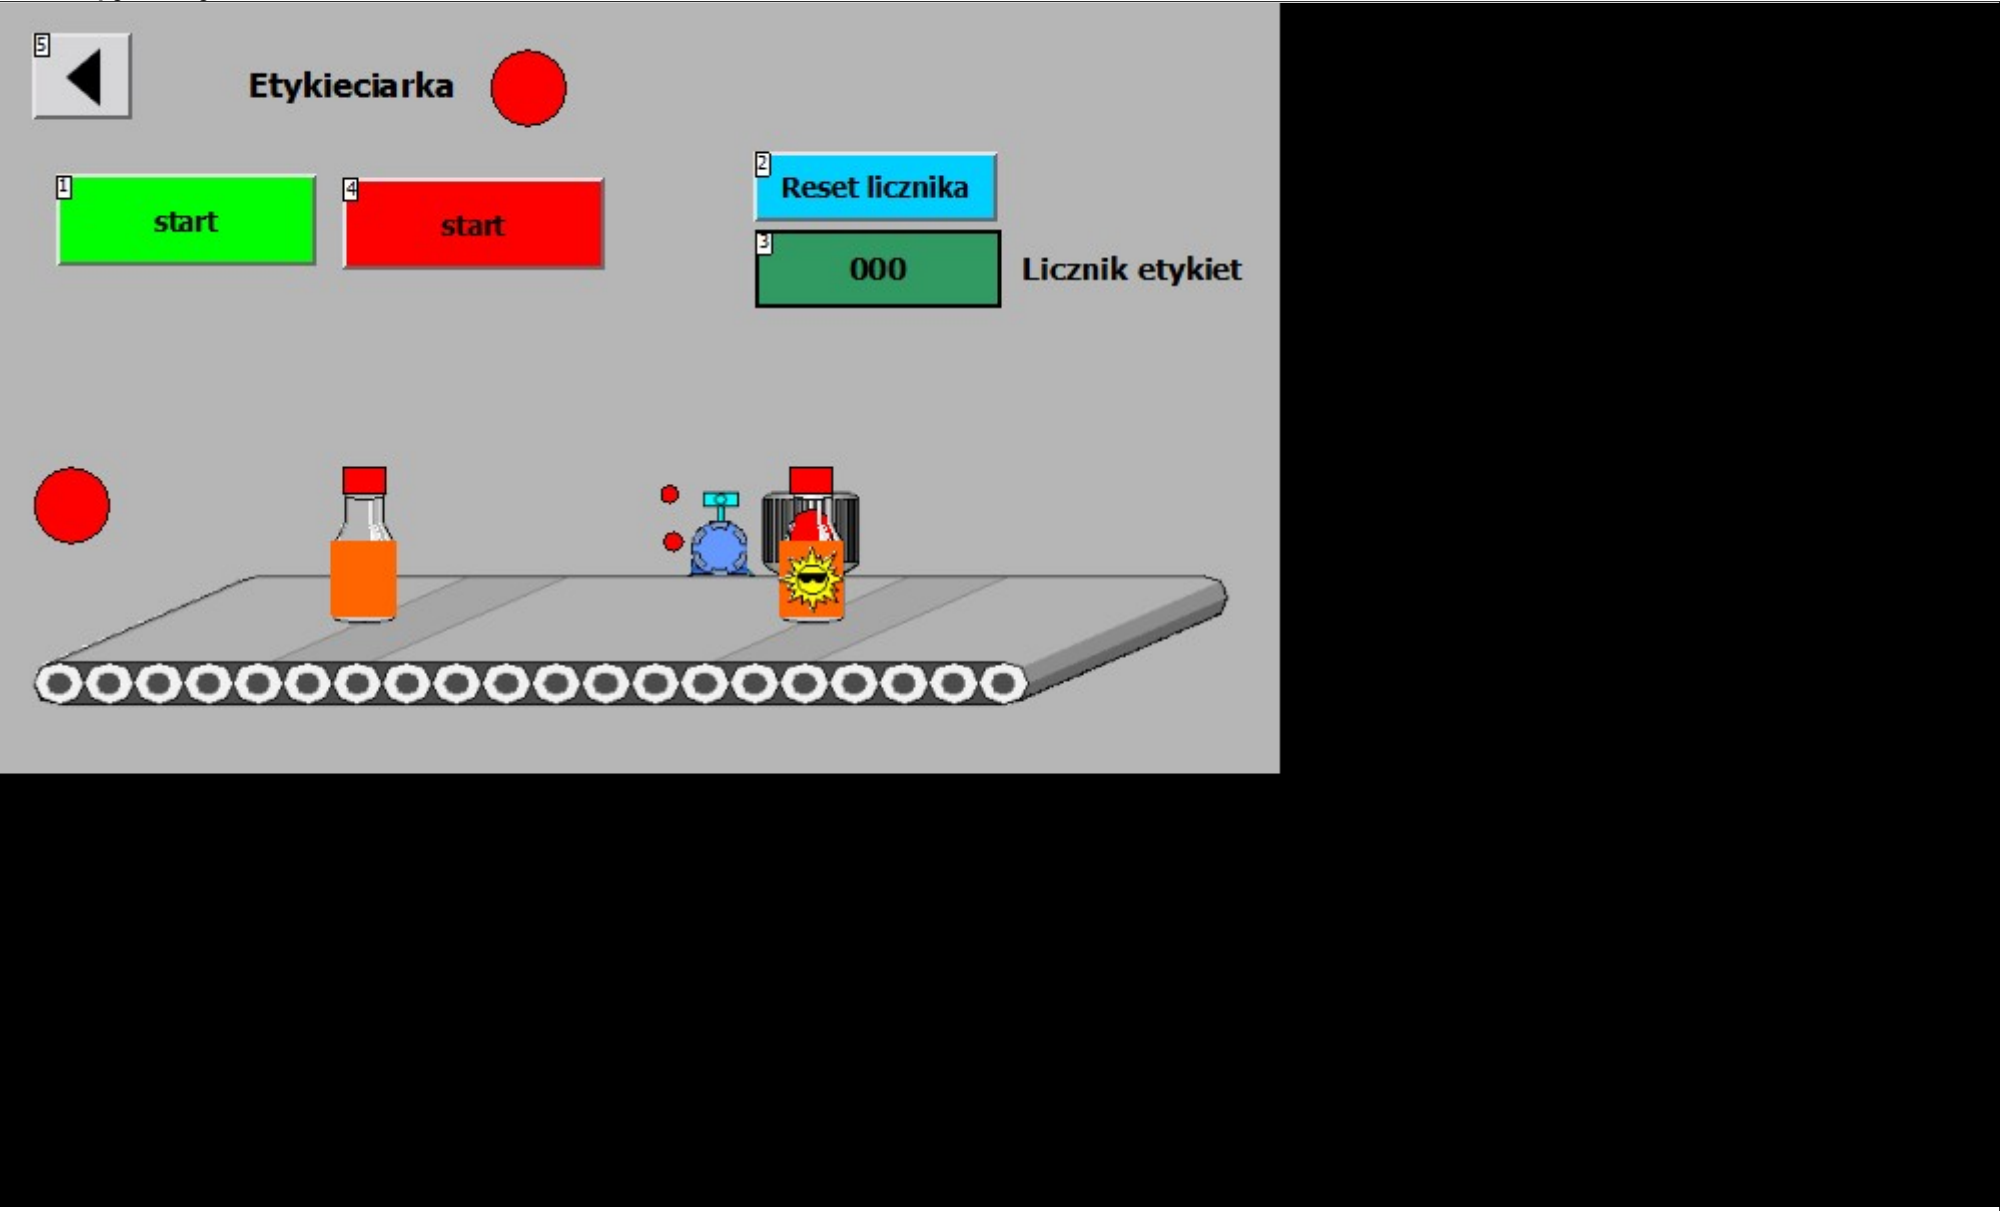 5
Etykieciarka
1
start
4
start
2
Reset licznika
3
000
Licznik etykiet